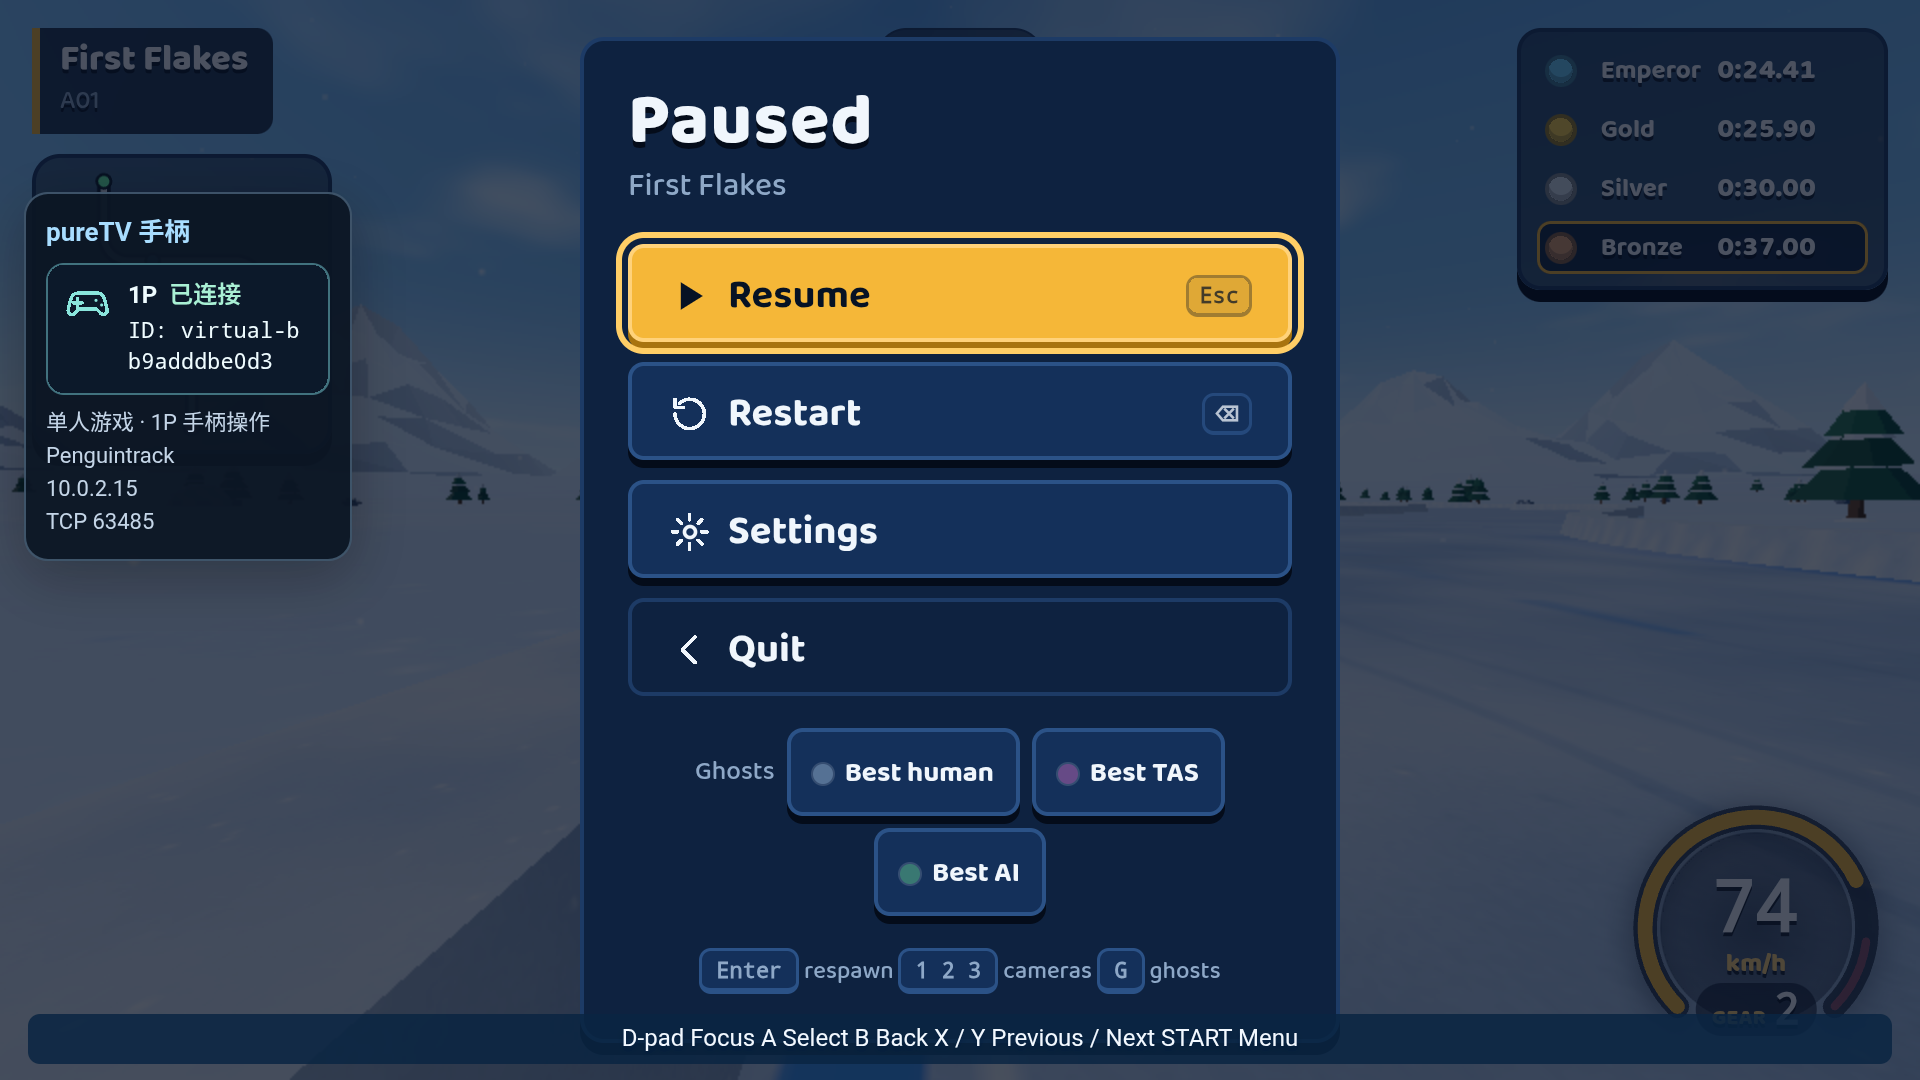 First Flakes
A01
pureTV 手柄
1P 已连接
ID: virtual-b
b9adddbe0d3
单人游戏 · 1P 手柄操作
Penguintrack
10.0.2.15
TCP 63485
Paused
First Flakes
Resume Esc
Restart
Settings
Quit
Ghosts Best human Best TAS
Best AI
Enter respawn 1 2 3 cameras G ghosts
Emperor 0:24.41
Gold 0:25.90
Silver 0:30.00
Bronze 0:37.00
74
km/h
GEAR 2
D-pad Focus A Select B Back X / Y Previous / Next START Menu